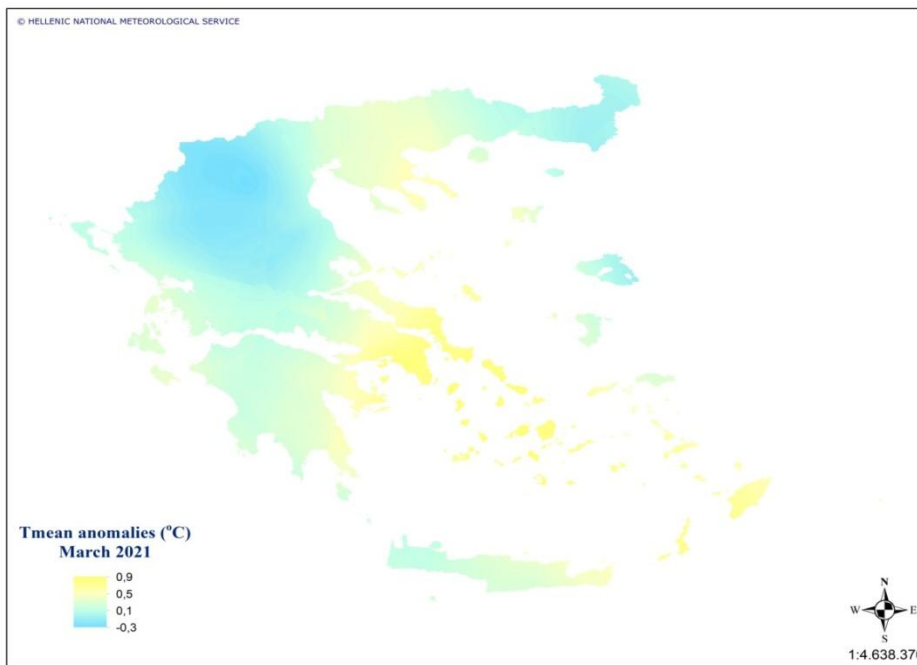 © HELLENIC NATIONAL METEOROLOGICAL SERVICE
Tmean anomalies (°C)
March 2021
0,9
0,5
0,1
-0,3
N
W E
S